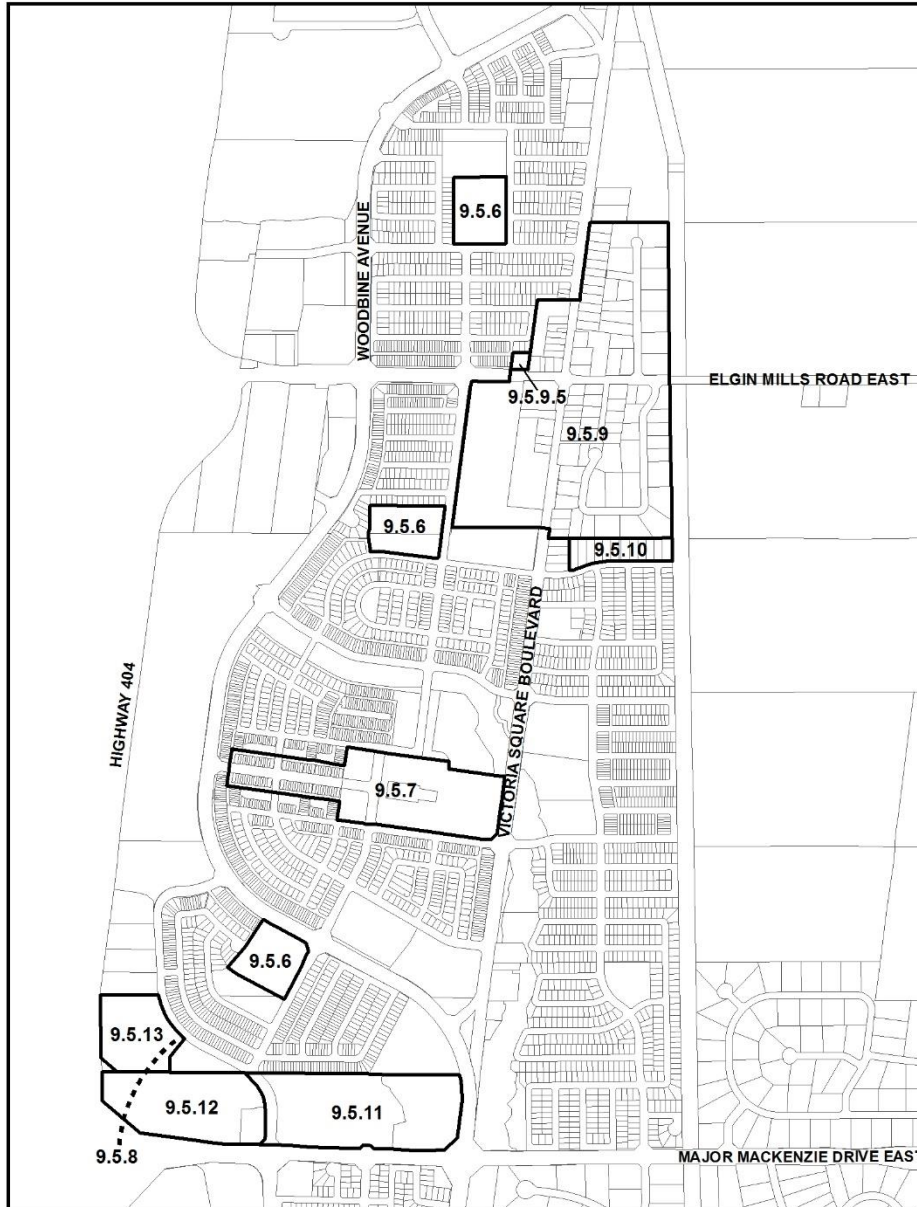 9.5.6
WOODBINE AVENUE
ELGIN MILLS ROAD EAST
9.5.9.5
9.5.9
9.5.6
9.5.10
VICTORIA SQUARE BOULEVARD
HIGHWAY 404
9.5.7
9.5.6
9.5.13
9.5.12
9.5.11
9.5.8
MAJOR MACKENZIE DRIVE EAST